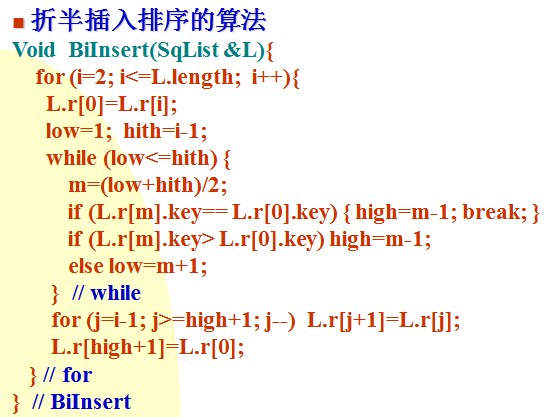 折半插入排序的算法
Void BiInsert(SqList &L){
for (i=2; i<=L.length; i++){
L.r[0]=L.r[i];
low=1; hith=i-1;
while (low<=hith) {
m=(low+hith)/2;
if (L.r[m].key== L.r[0].key) { high=m-1; break; }
if (L.r[m].key> L.r[0].key) high=m-1;
else low=m+1;
} // while
for (j=i-1; j>=high+1; j--) L.r[j+1]=L.r[j];
L.r[high+1]=L.r[0];
} // for
} // BiInsert